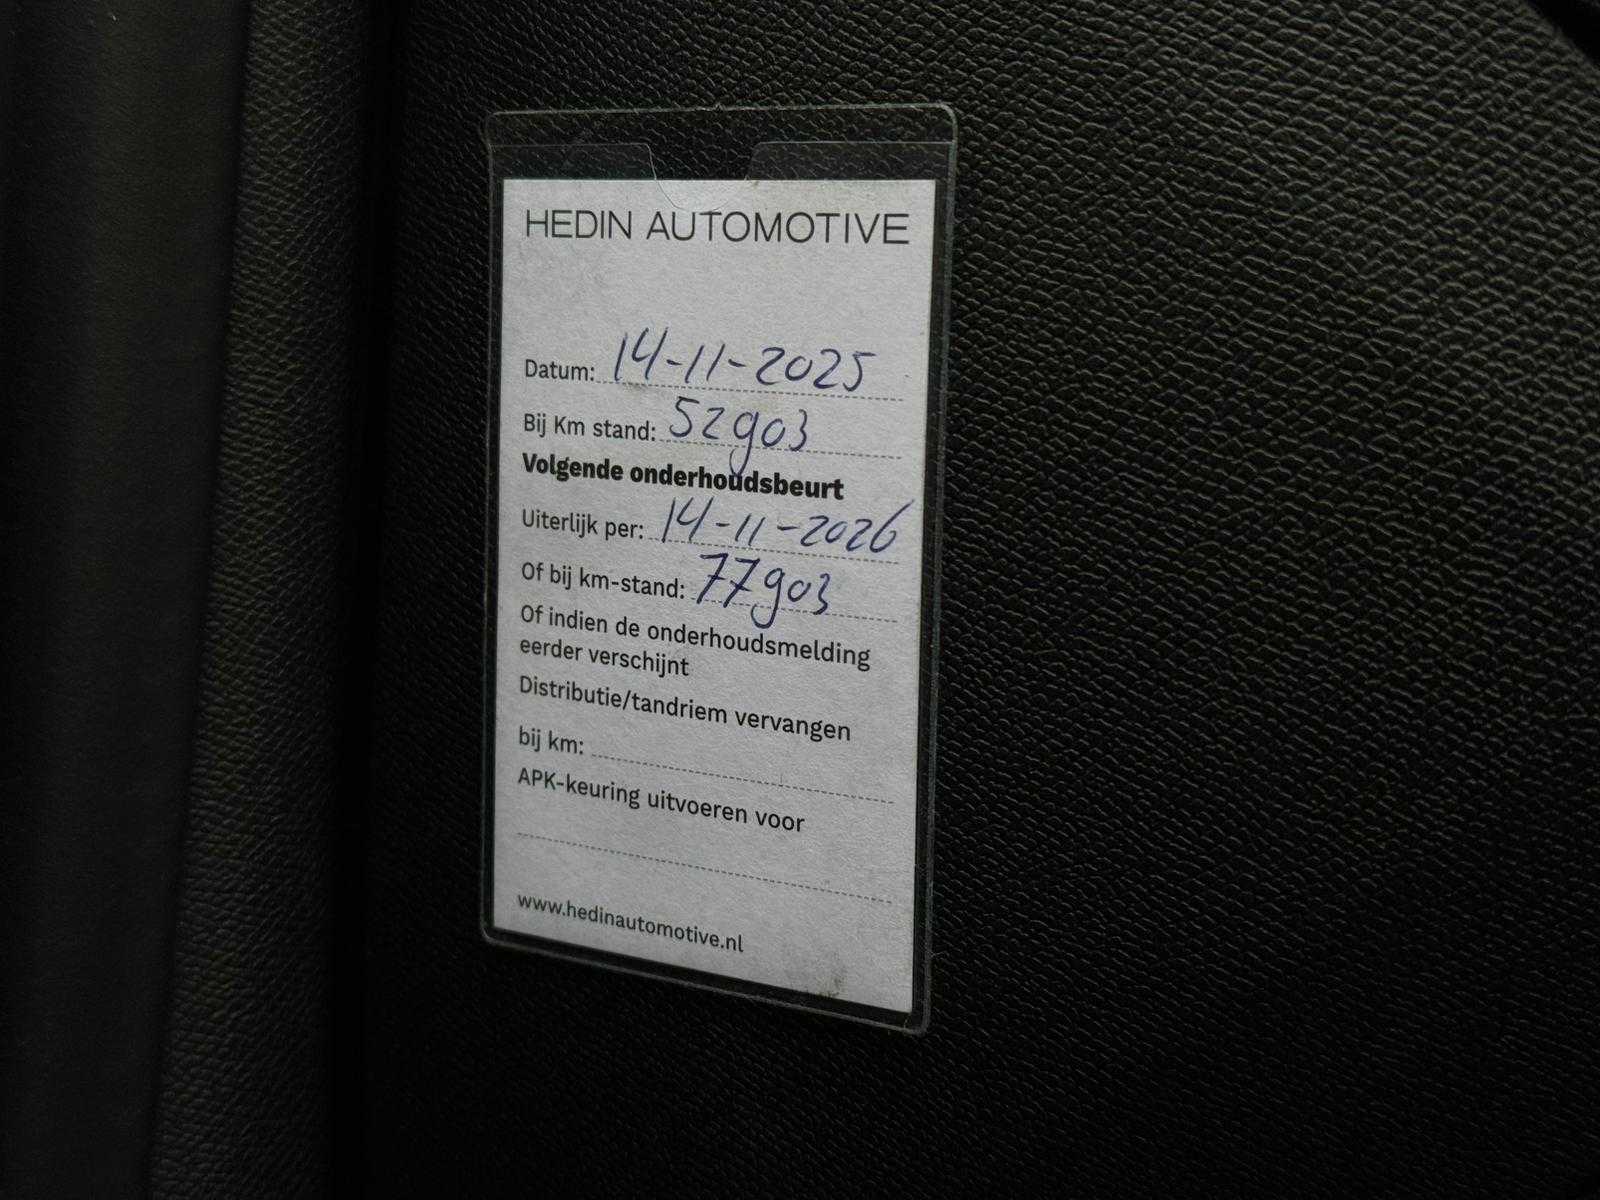 HEDIN AUTOMOTIVE
Datum: 14-11-2025
Bij Km stand: 52903
Volgende onderhoudsbeurt
Uiterlijk per: 14-11-2026
Of bij km-stand: 77903
Of indien de onderhoudsmelding
eerder verschijnt
Distributie/tandriem vervangen
bij km:
APK-keuring uitvoeren voor
www.hedinautomotive.nl